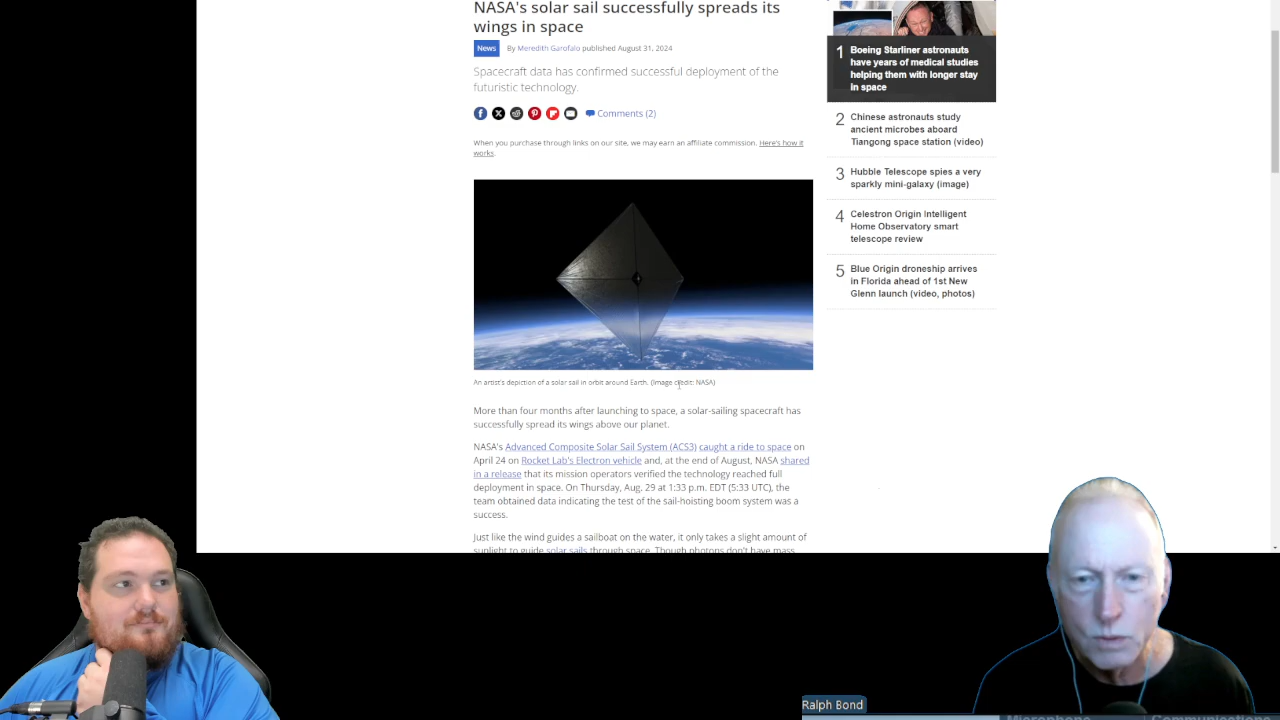 NASA's solar sail successfully spreads its
wings in space
News By Meredith Garofalo published August 31, 2024
Spacecraft data has confirmed successful deployment of the
futuristic technology.
Comments (2)
When you purchase through links on our site, we may earn an affiliate commission. Here's how it
works.
An artist's depiction of a solar sail in orbit around Earth. (Image credit: NASA)
More than four months after launching to space, a solar-sailing spacecraft has
successfully spread its wings above our planet.
NASA's Advanced Composite Solar Sail System (ACS3) caught a ride to space on
April 24 on Rocket Lab's Electron vehicle and, at the end of August, NASA shared
in a release that its mission operators verified the technology reached full
deployment in space. On Thursday, Aug. 29 at 1:33 p.m. EDT (5:33 UTC), the
team obtained data indicating the test of the sail-hoisting boom system was a
success.
Just like the wind guides a sailboat on the water, it only takes a slight amount of
sunlight to guide solar sails through space. Though photons don't have mass
1 Boeing Starliner astronauts
have years of medical studies
helping them with longer stay
in space
2 Chinese astronauts study
ancient microbes aboard
Tiangong space station (video)
3 Hubble Telescope spies a very
sparkly mini-galaxy (image)
4 Celestron Origin Intelligent
Home Observatory smart
telescope review
5 Blue Origin droneship arrives
in Florida ahead of 1st New
Glenn launch (video, photos)
Ralph Bond
Microphone Communications